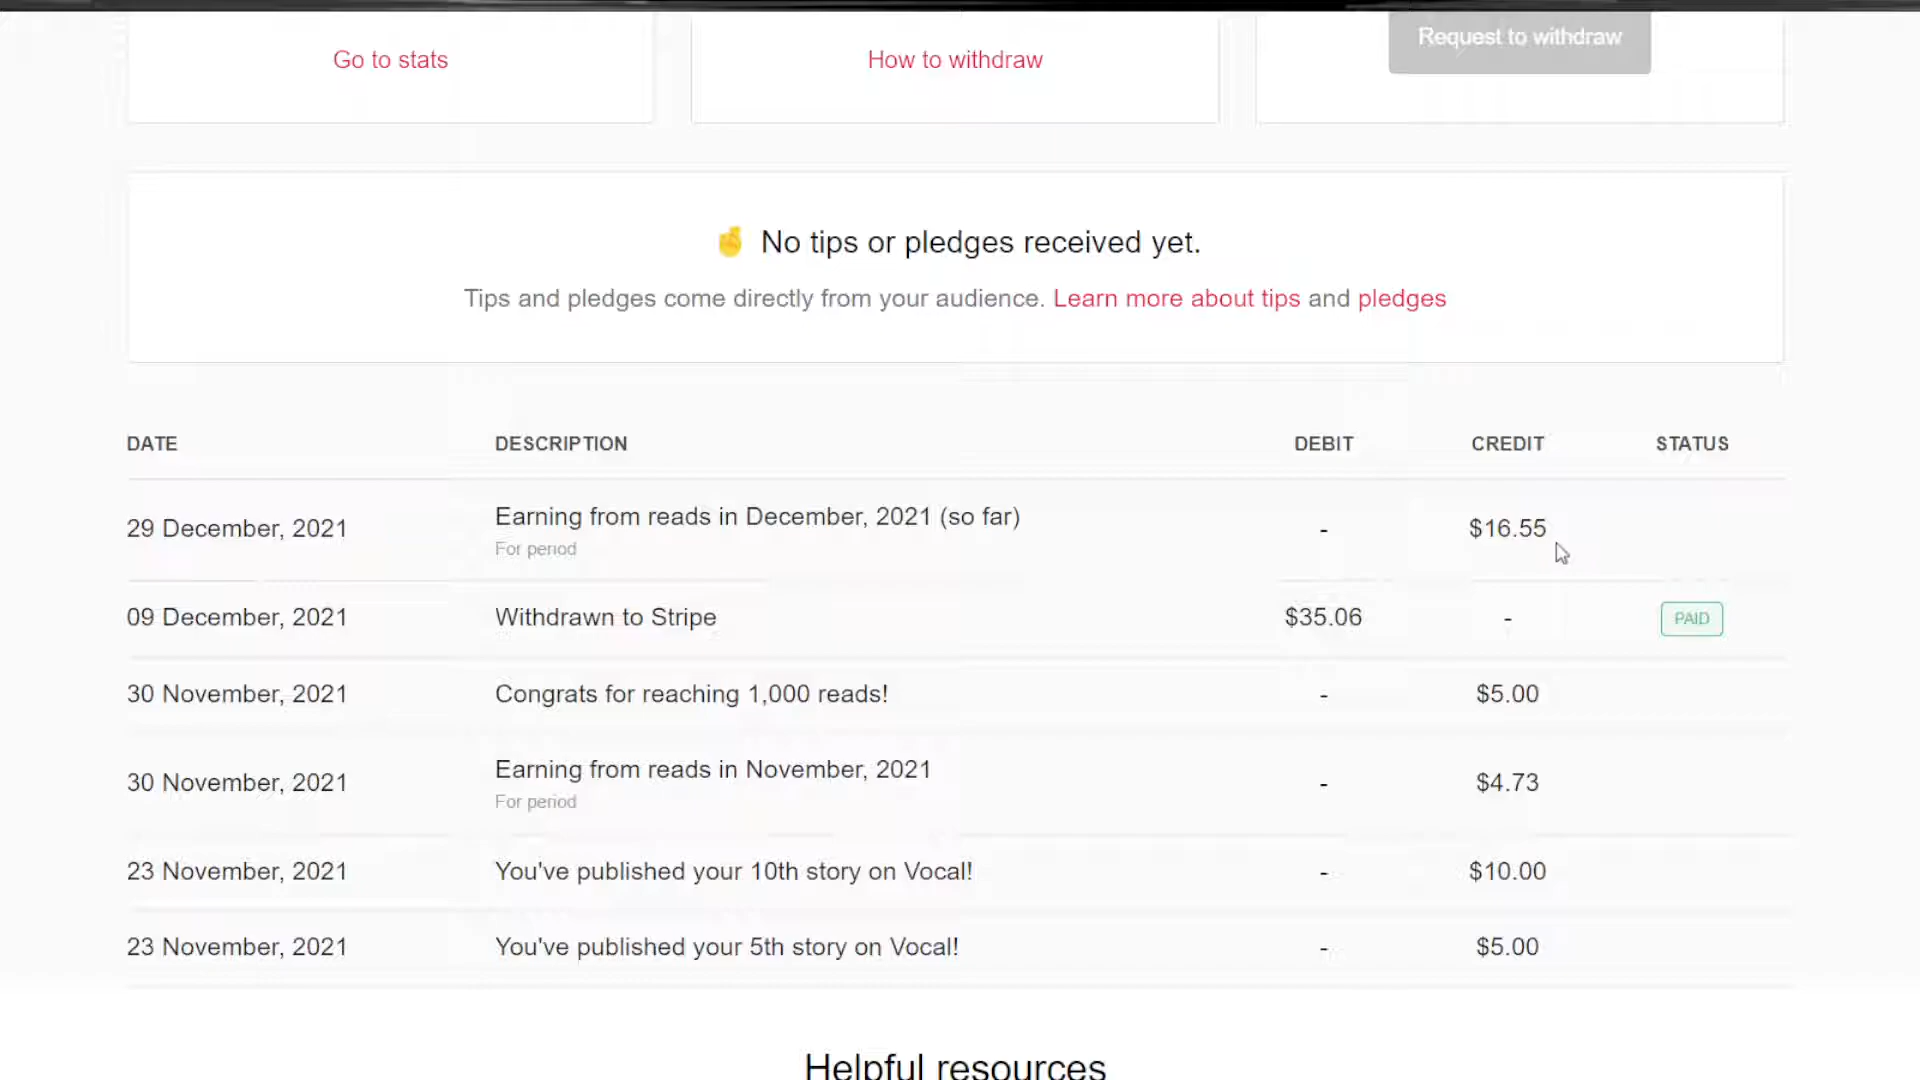 Go to stats
How to withdraw
Request to withdraw
No tips or pledges received yet.
Tips and pledges come directly from your audience. Learn more about tips and pledges
DATE DESCRIPTION DEBIT CREDIT STATUS
29 December, 2021 Earning from reads in December, 2021 (so far) - $16.55
For period
09 December, 2021 Withdrawn to Stripe $35.06 - PAID
30 November, 2021 Congrats for reaching 1,000 reads! - $5.00
30 November, 2021 Earning from reads in November, 2021 - $4.73
For period
23 November, 2021 You've published your 10th story on Vocal! - $10.00
23 November, 2021 You've published your 5th story on Vocal! - $5.00
Helpful resources